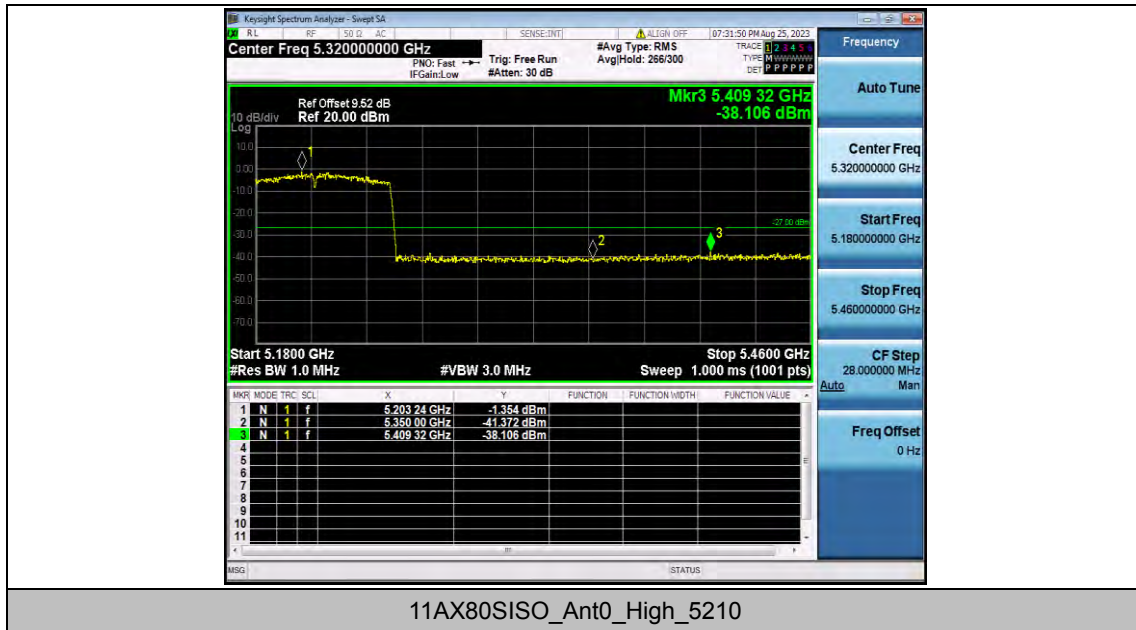 Keysight Spectrum Analyzer - Swept SA
RL RF 50 Ω AC SENSE:INT ALIGN OFF 07:31:50 PM Aug 25, 2023
Center Freq 5.320000000 GHz
PNO: Fast
IFGain:Low
Trig: Free Run
#Atten: 30 dB
#Avg Type: RMS
Avg|Hold: 266/300
TRACE 1 2 3 4 5 6
TYPE M
DET P P P P P P
Mkr3 5.409 32 GHz
-38.106 dBm
Ref Offset 9.52 dB
10 dB/div Ref 20.00 dBm
Log
10.0
0.00
-10.0
-20.0
-30.0
-40.0
-50.0
-60.0
-70.0
1
2
3
-27.00 dBm
Start 5.1800 GHz Stop 5.4600 GHz
#Res BW 1.0 MHz #VBW 3.0 MHz Sweep 1.000 ms (1001 pts)
MKR MODE TRC SCL X Y FUNCTION FUNCTION WIDTH FUNCTION VALUE
1 N 1 f 5.203 24 GHz -1.354 dBm
2 N 1 f 5.350 00 GHz -41.372 dBm
3 N 1 f 5.409 32 GHz -38.106 dBm
4
5
6
7
8
9
10
11
MSG STATUS
Frequency
Auto Tune
Center Freq
5.320000000 GHz
Start Freq
5.180000000 GHz
Stop Freq
5.460000000 GHz
CF Step
28.000000 MHz
Auto Man
Freq Offset
0 Hz
11AX80SISO_Ant0_High_5210